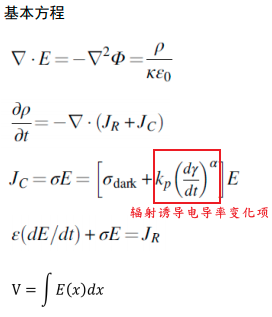 基本方程
∇·E = −∇²Φ = ρ/κε₀
∂ρ/∂t = −∇·(J_R + J_C)
J_C = σE = [σ_dark + k_p(dγ/dt)^α]E
辐射诱导电导率变化项
ε(dE/dt) + σE = J_R
V = ∫E(x)dx